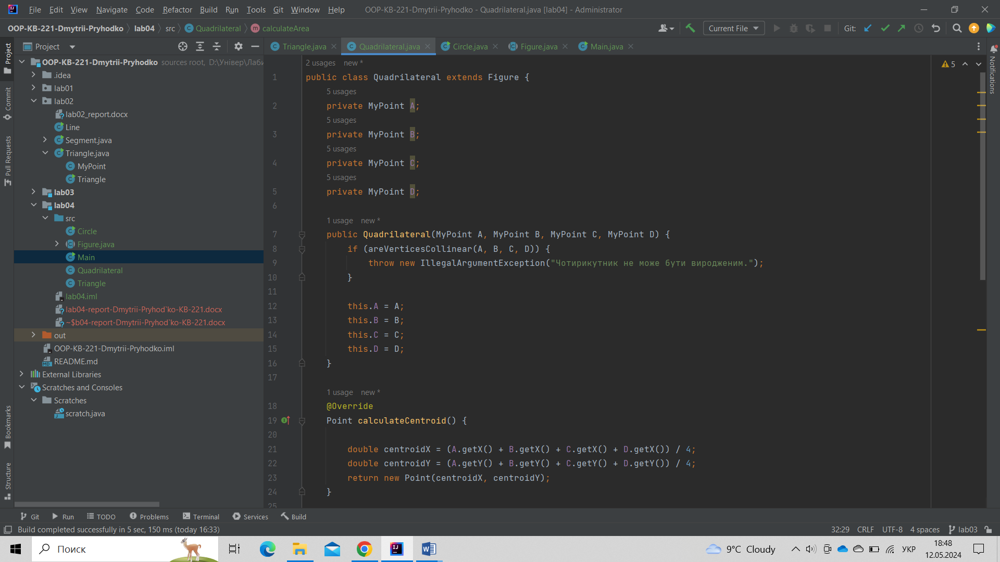 File Edit View Navigate Code Refactor Build Run Tools Git Window Help OOP-KB-221-Dmytrii-Pryhodko - Quadrilateral.java [lab04] - Administrator
OOP-KB-221-Dmytrii-Pryhodko lab04 src Quadrilateral calculateArea Current File Git:
Project
Triangle.java Quadrilateral.java Circle.java Figure.java Main.java
OOP-KB-221-Dmytrii-Pryhodko sources root, D:\Універ\Лаби
.idea
lab01
lab02
lab02_report.docx
Line
Segment.java
Triangle.java
MyPoint
Triangle
lab03
lab04
src
Circle
Figure.java
Main
Quadrilateral
Triangle
lab04.iml
lab04-report-Dmytrii-Pryhod`ko-KB-221.docx
~$b04-report-Dmytrii-Pryhod`ko-KB-221.docx
out
OOP-KB-221-Dmytrii-Pryhodko.iml
README.md
External Libraries
Scratches and Consoles
Scratches
scratch.java
Project
Commit
Pull Requests
Bookmarks
Structure
2 usages new *
1 public class Quadrilateral extends Figure {
5 usages
2 private MyPoint A;
5 usages
3 private MyPoint B;
5 usages
4 private MyPoint C;
5 usages
5 private MyPoint D;
6
1 usage new *
7 public Quadrilateral(MyPoint A, MyPoint B, MyPoint C, MyPoint D) {
8 if (areVerticesCollinear(A, B, C, D)) {
9 throw new IllegalArgumentException("Чотирикутник не може бути виродженим.");
10 }
11
12 this.A = A;
13 this.B = B;
14 this.C = C;
15 this.D = D;
16 }
17
1 usage new *
18 @Override
19 Point calculateCentroid() {
20
21 double centroidX = (A.getX() + B.getX() + C.getX() + D.getX()) / 4;
22 double centroidY = (A.getY() + B.getY() + C.getY() + D.getY()) / 4;
23 return new Point(centroidX, centroidY);
24 }
25
5
Notifications
Git Run TODO Problems Terminal Services Build
Build completed successfully in 5 sec, 150 ms (today 16:33) 32:29 CRLF UTF-8 4 spaces lab03
Поиск 9°C Cloudy УКР 18:48
12.05.2024